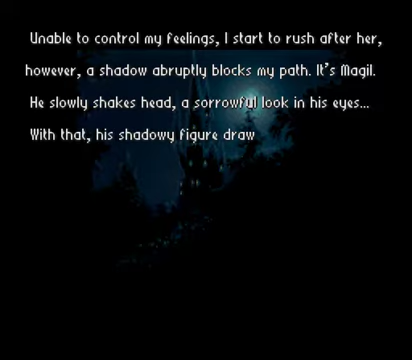 Unable to control my feelings, I start to rush after her,
however, a shadow abruptly blocks my path. It's Magil.
He slowly shakes head, a sorrowful look in his eyes...
With that, his shadowy figure draw